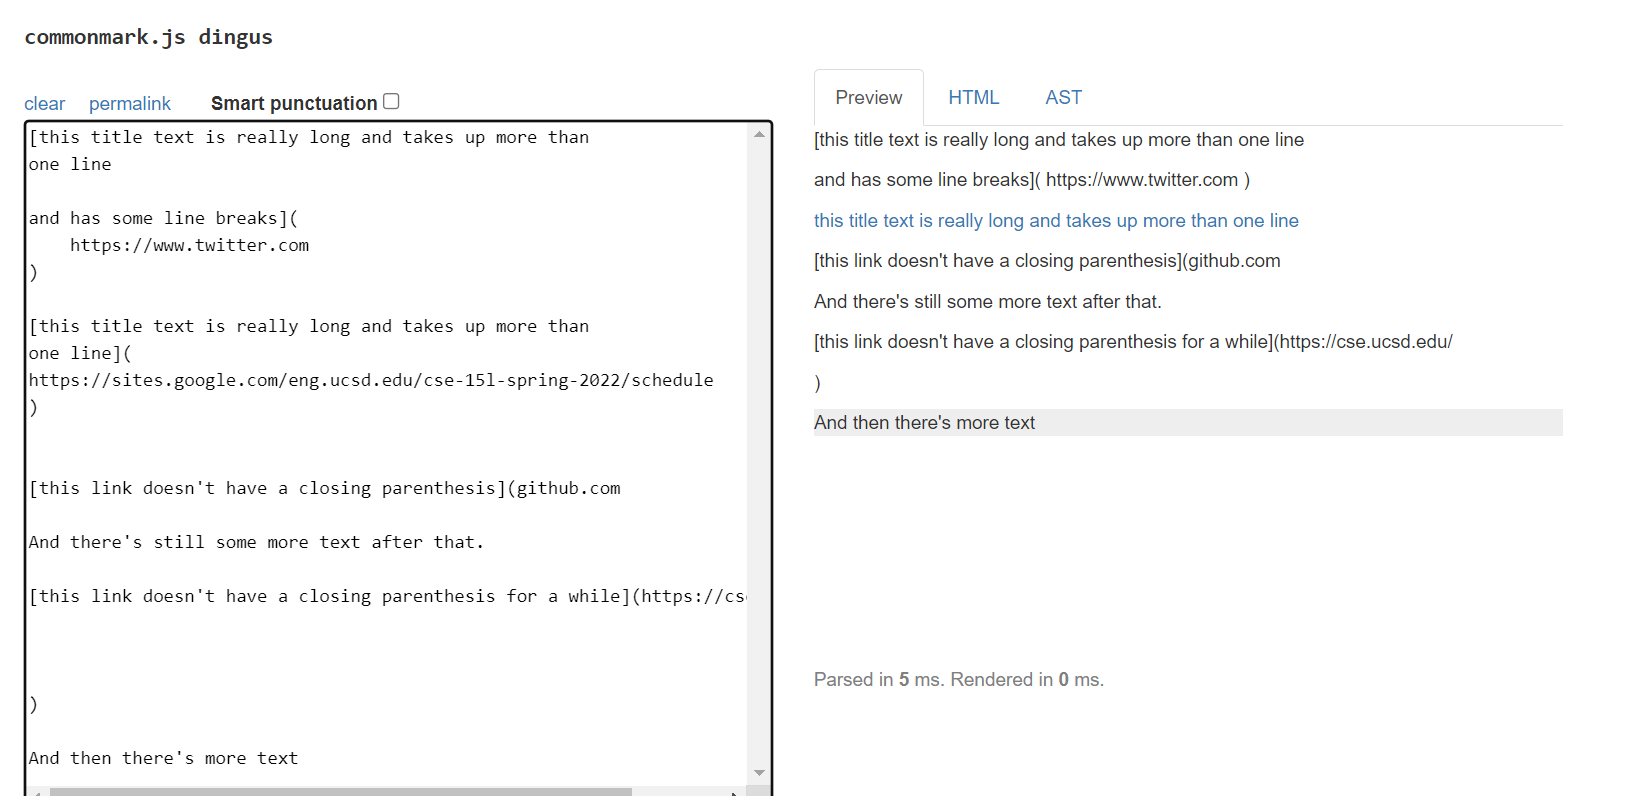 commonmark.js dingus
clear permalink Smart punctuation
[this title text is really long and takes up more than
one line
and has some line breaks](
https://www.twitter.com
)
[this title text is really long and takes up more than
one line](
https://sites.google.com/eng.ucsd.edu/cse-15l-spring-2022/schedule
)
[this link doesn't have a closing parenthesis](github.com
And there's still some more text after that.
[this link doesn't have a closing parenthesis for a while](https://cs
)
And then there's more text
Preview HTML AST
[this title text is really long and takes up more than one line
and has some line breaks]( https://www.twitter.com )
this title text is really long and takes up more than one line
[this link doesn't have a closing parenthesis](github.com
And there's still some more text after that.
[this link doesn't have a closing parenthesis for a while](https://cse.ucsd.edu/
)
And then there's more text
Parsed in 5 ms. Rendered in 0 ms.